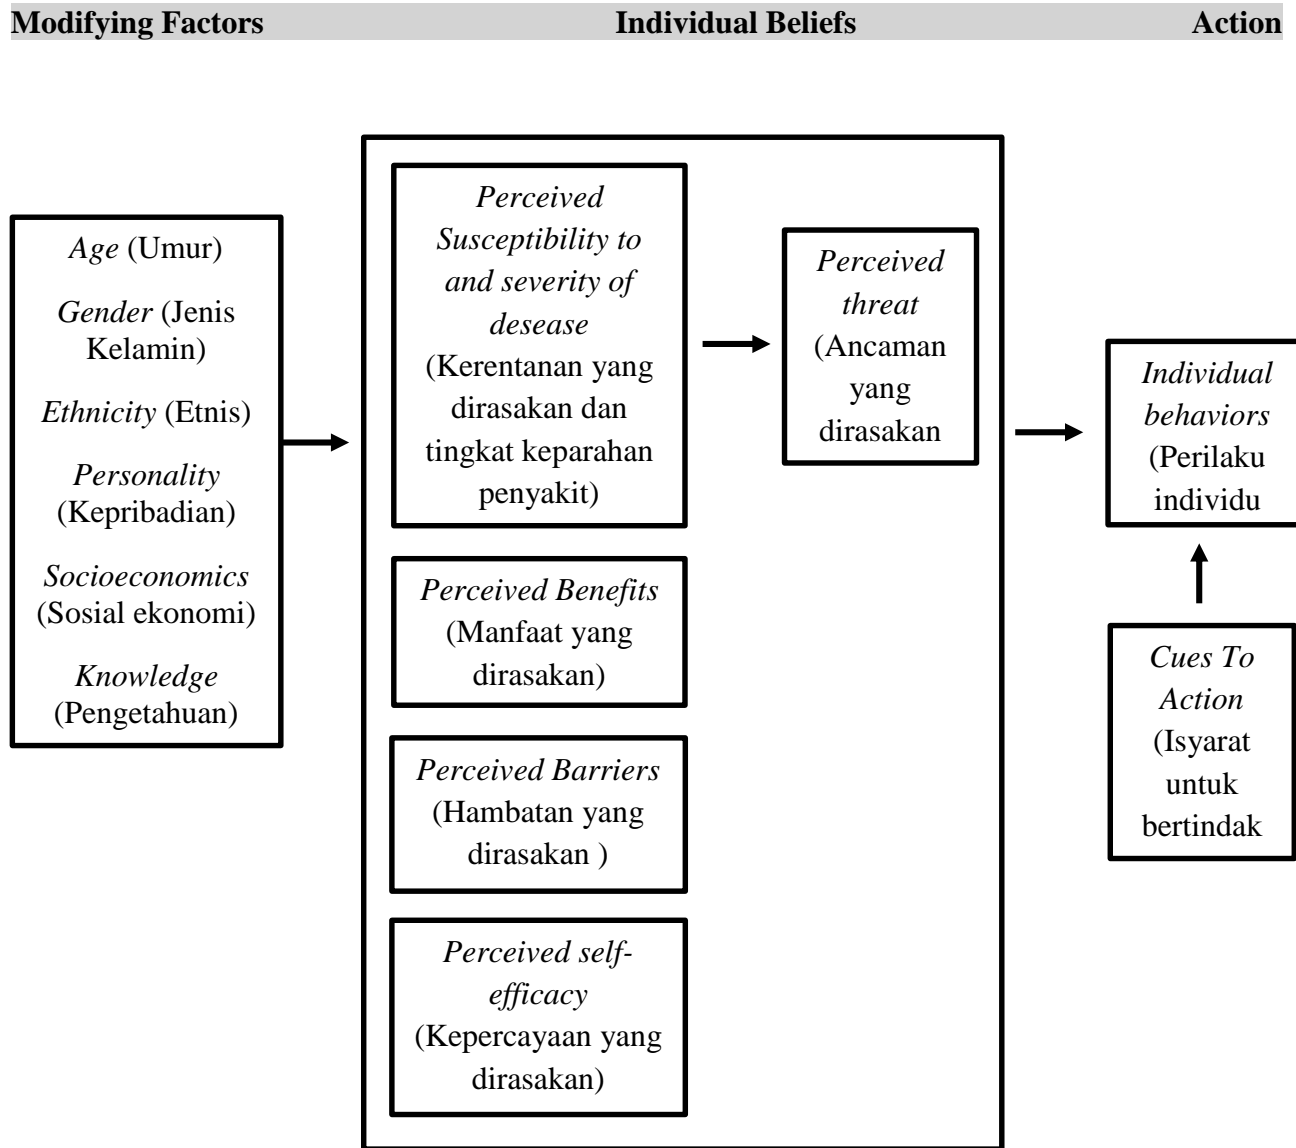 Modifying Factors Individual Beliefs Action
Age (Umur)
Gender (Jenis
Kelamin)
Ethnicity (Etnis)
Personality
(Kepribadian)
Socioeconomics
(Sosial ekonomi)
Knowledge
(Pengetahuan)
Perceived
Susceptibility to
and severity of
desease
(Kerentanan yang
dirasakan dan
tingkat keparahan
penyakit)
Perceived
threat
(Ancaman
yang
dirasakan
Perceived Benefits
(Manfaat yang
dirasakan)
Perceived Barriers
(Hambatan yang
dirasakan )
Perceived self-
efficacy
(Kepercayaan yang
dirasakan)
Individual
behaviors
(Perilaku
individu
Cues To
Action
(Isyarat
untuk
bertindak